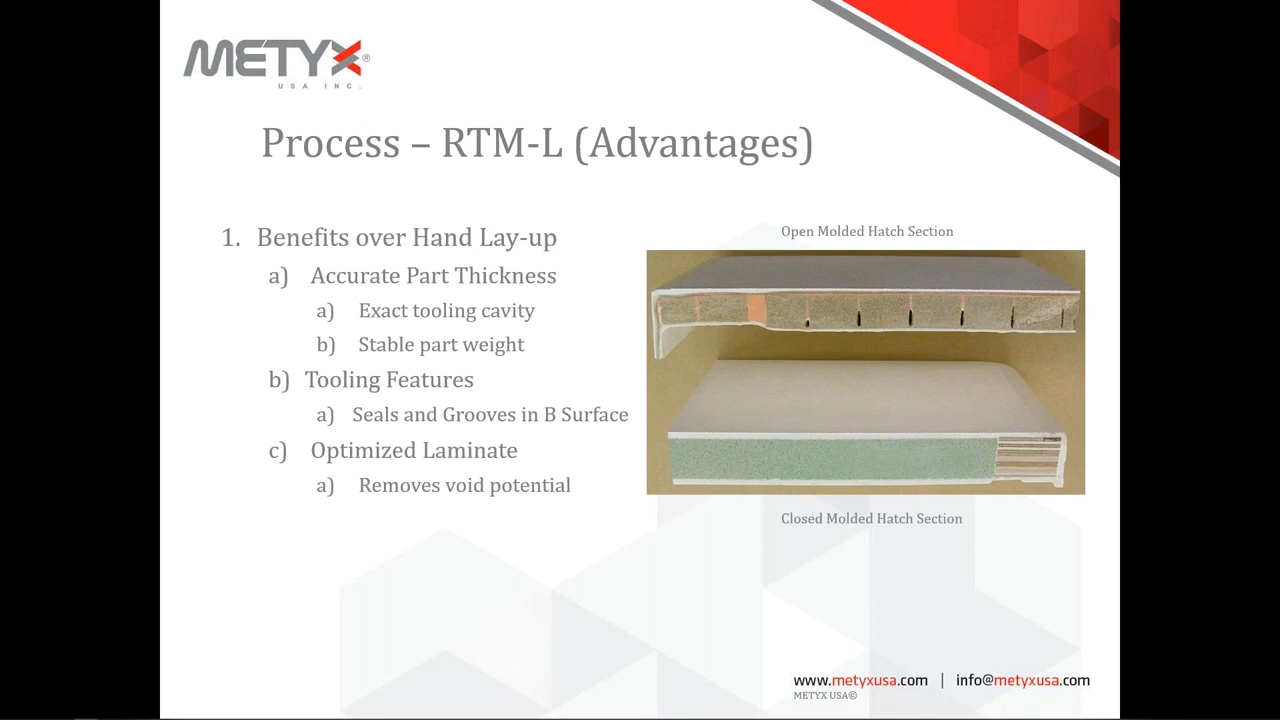 METYX®
USA INC.
Process – RTM-L (Advantages)
1. Benefits over Hand Lay-up
a) Accurate Part Thickness
a) Exact tooling cavity
b) Stable part weight
b) Tooling Features
a) Seals and Grooves in B Surface
c) Optimized Laminate
a) Removes void potential
Open Molded Hatch Section
Closed Molded Hatch Section
www.metyxusa.com | info@metyxusa.com
METYX USA©